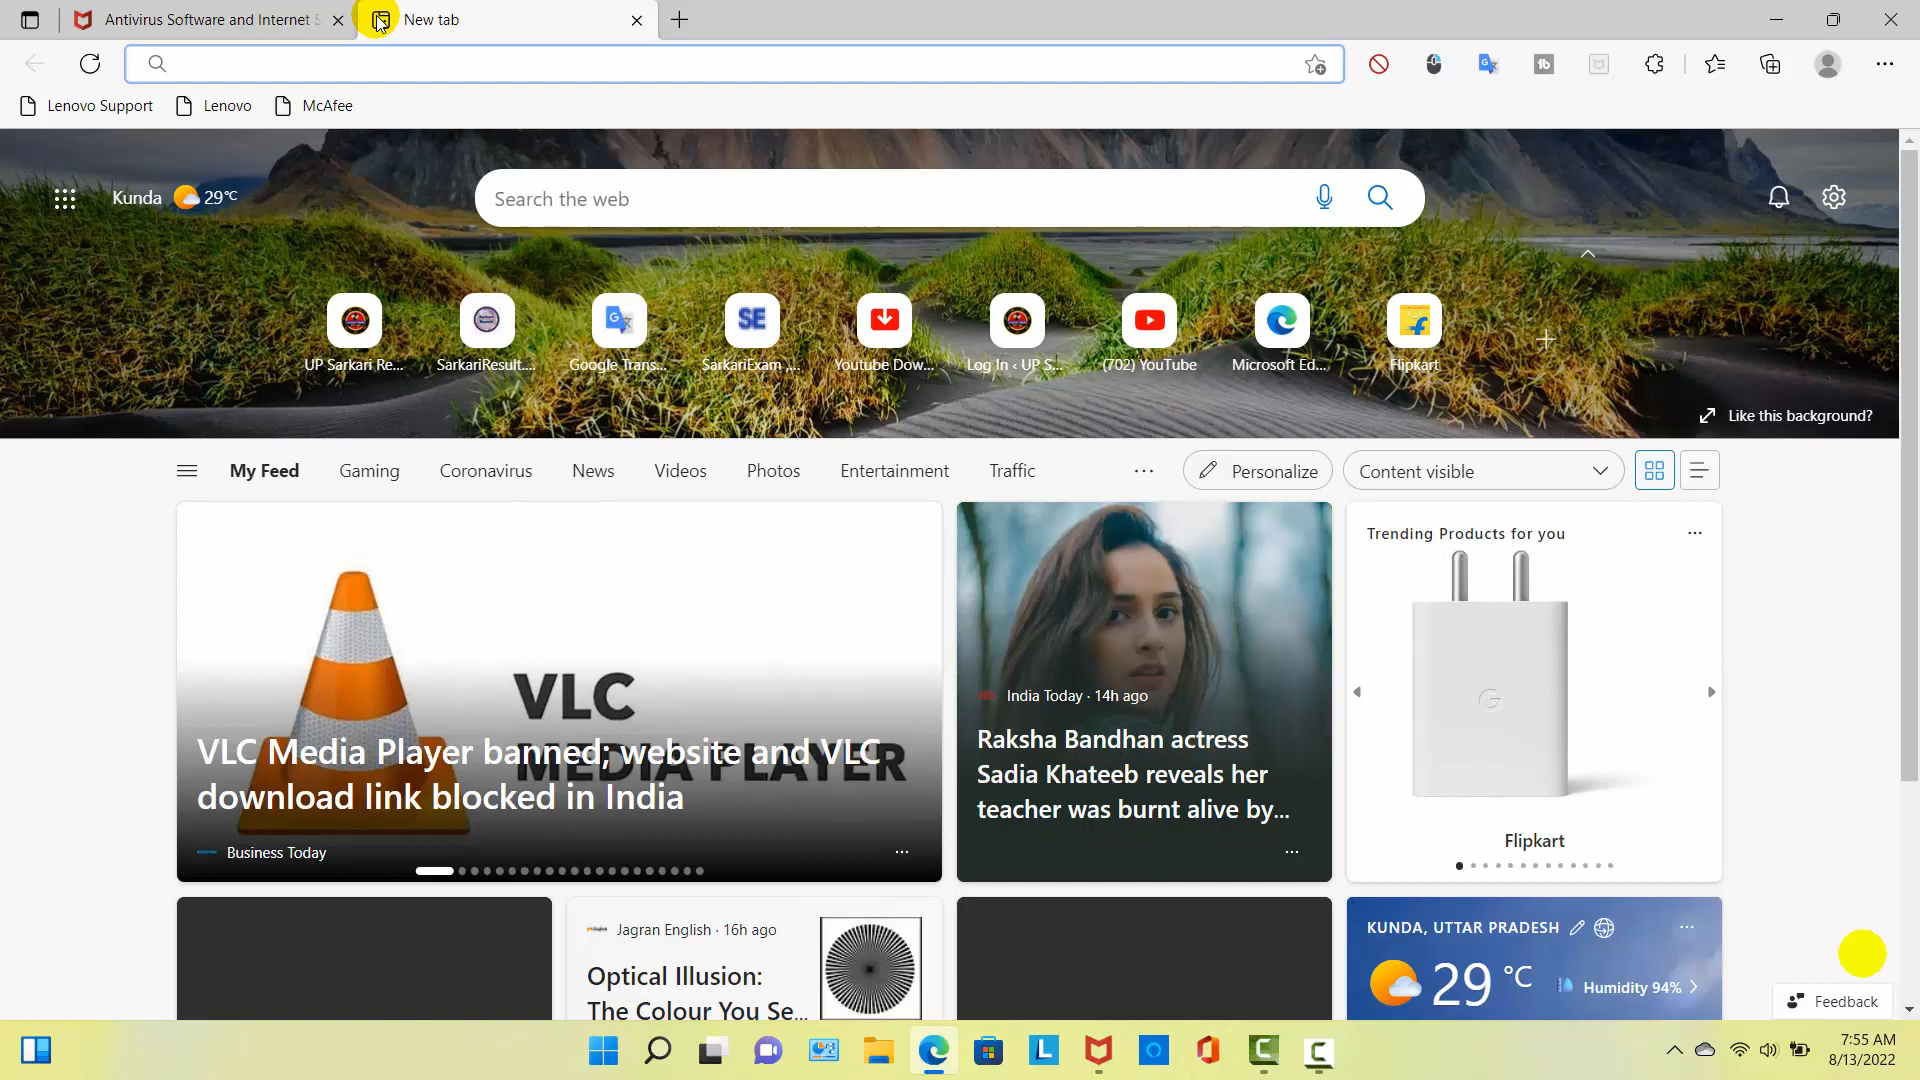 Antivirus Software and Internet S
New tab
Lenovo Support
Lenovo
McAfee
Kunda
29°C
Search the web
UP Sarkari Re...
SarkariResult....
Google Trans...
SarkariExam ,...
Youtube Dow...
Log In ‹ UP S...
(702) YouTube
Microsoft Ed...
Flipkart
Like this background?
My Feed
Gaming
Coronavirus
News
Videos
Photos
Entertainment
Traffic
Personalize
Content visible
VLC
MEDIA PLAYER
VLC Media Player banned; website and VLC
download link blocked in India
Business Today
India Today · 14h ago
Raksha Bandhan actress
Sadia Khateeb reveals her
teacher was burnt alive by...
Trending Products for you
Flipkart
Jagran English · 16h ago
Optical Illusion:
The Colour You Se...
KUNDA, UTTAR PRADESH
29 °C
Humidity 94%
Feedback
7:55 AM
8/13/2022